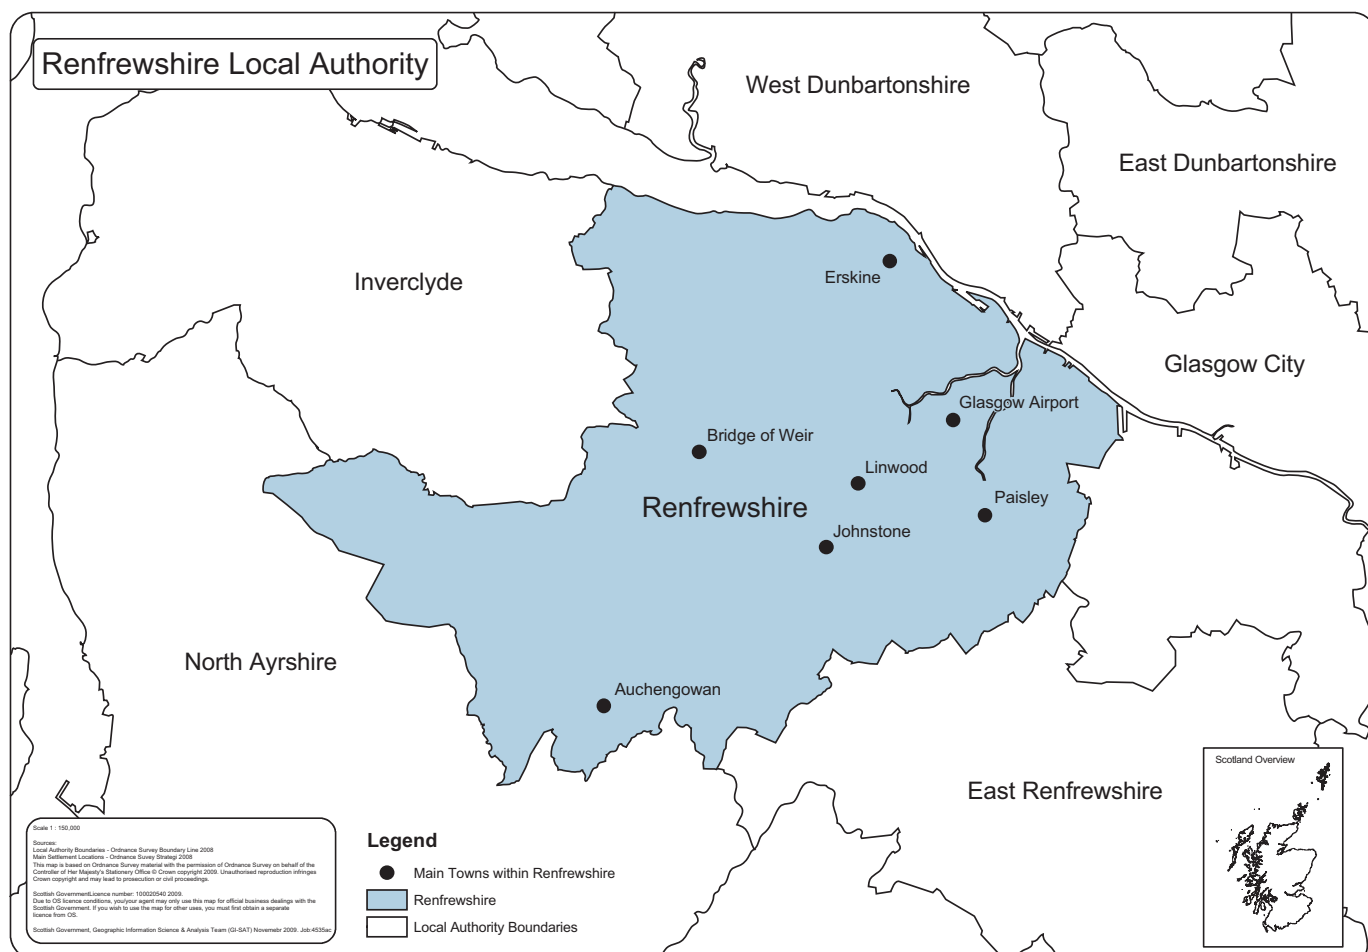 Renfrewshire Local Authority
West Dunbartonshire
East Dunbartonshire
Inverclyde
Erskine
Glasgow City
Glasgow Airport
Bridge of Weir
Linwood
Renfrewshire
Paisley
Johnstone
North Ayrshire
Auchengowan
East Renfrewshire
Scotland Overview
Scale 1 : 150,000
Sources:
Local Authority Boundaries - Ordnance Survey Boundary Line 2008
Main Settlement Locations - Ordnance Suvey Strategi 2008
This map is based on Ordnance Survey material with the permission of Ordnance Survey on behalf of the
Controller of Her Majesty's Stationery Office © Crown copyright 2009. Unauthorised reproduction infringes
Crown copyright and may lead to prosecution or civil proceedings.
Scottish GovernmentLicence number: 100020540 2009.
Due to OS licence conditions, you/your agent may only use this map for official business dealings with the
Scottish Government. If you wish to use the map for other uses, you must first obtain a separate
licence from OS.
Scottish Government, Geographic Information Science & Analysis Team (GI-SAT) Novemebr 2009. Job:4535ac
Legend
Main Towns within Renfrewshire
Renfrewshire
Local Authority Boundaries